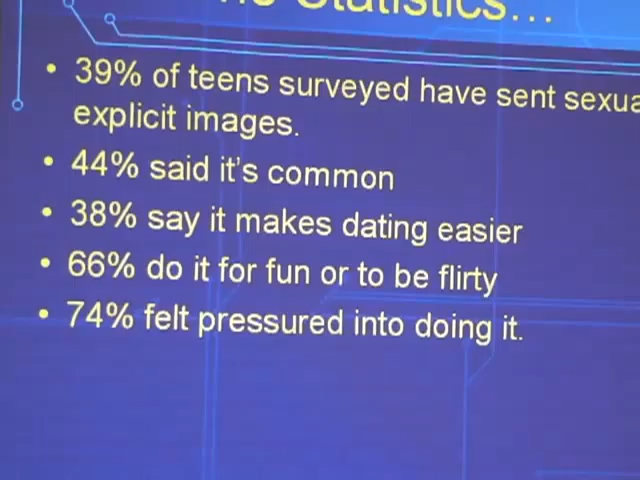 Statistics...
• 39% of teens surveyed have sent
explicit images.
• 44% said it's common
• 38% say it makes dating easier
• 66% do it for fun or to be flirty
• 74% felt pressured into doing it.